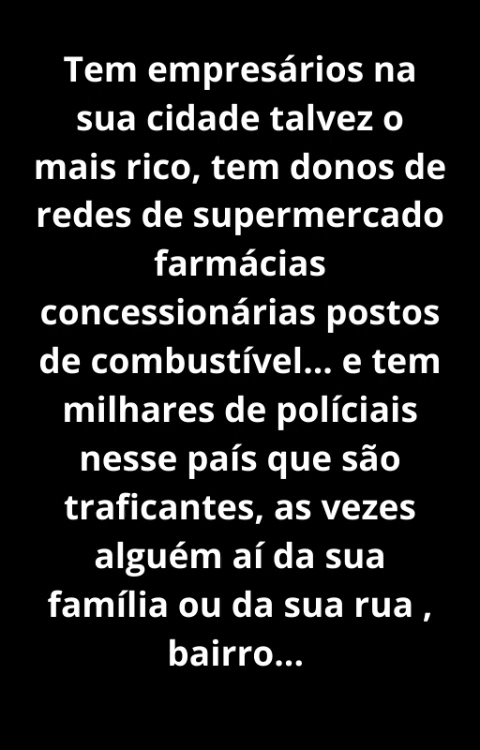 Tem empresários na
sua cidade talvez o
mais rico, tem donos de
redes de supermercado
farmácias
concessionárias postos
de combustível... e tem
milhares de políciais
nesse país que são
traficantes, as vezes
alguém aí da sua
família ou da sua rua ,
bairro...